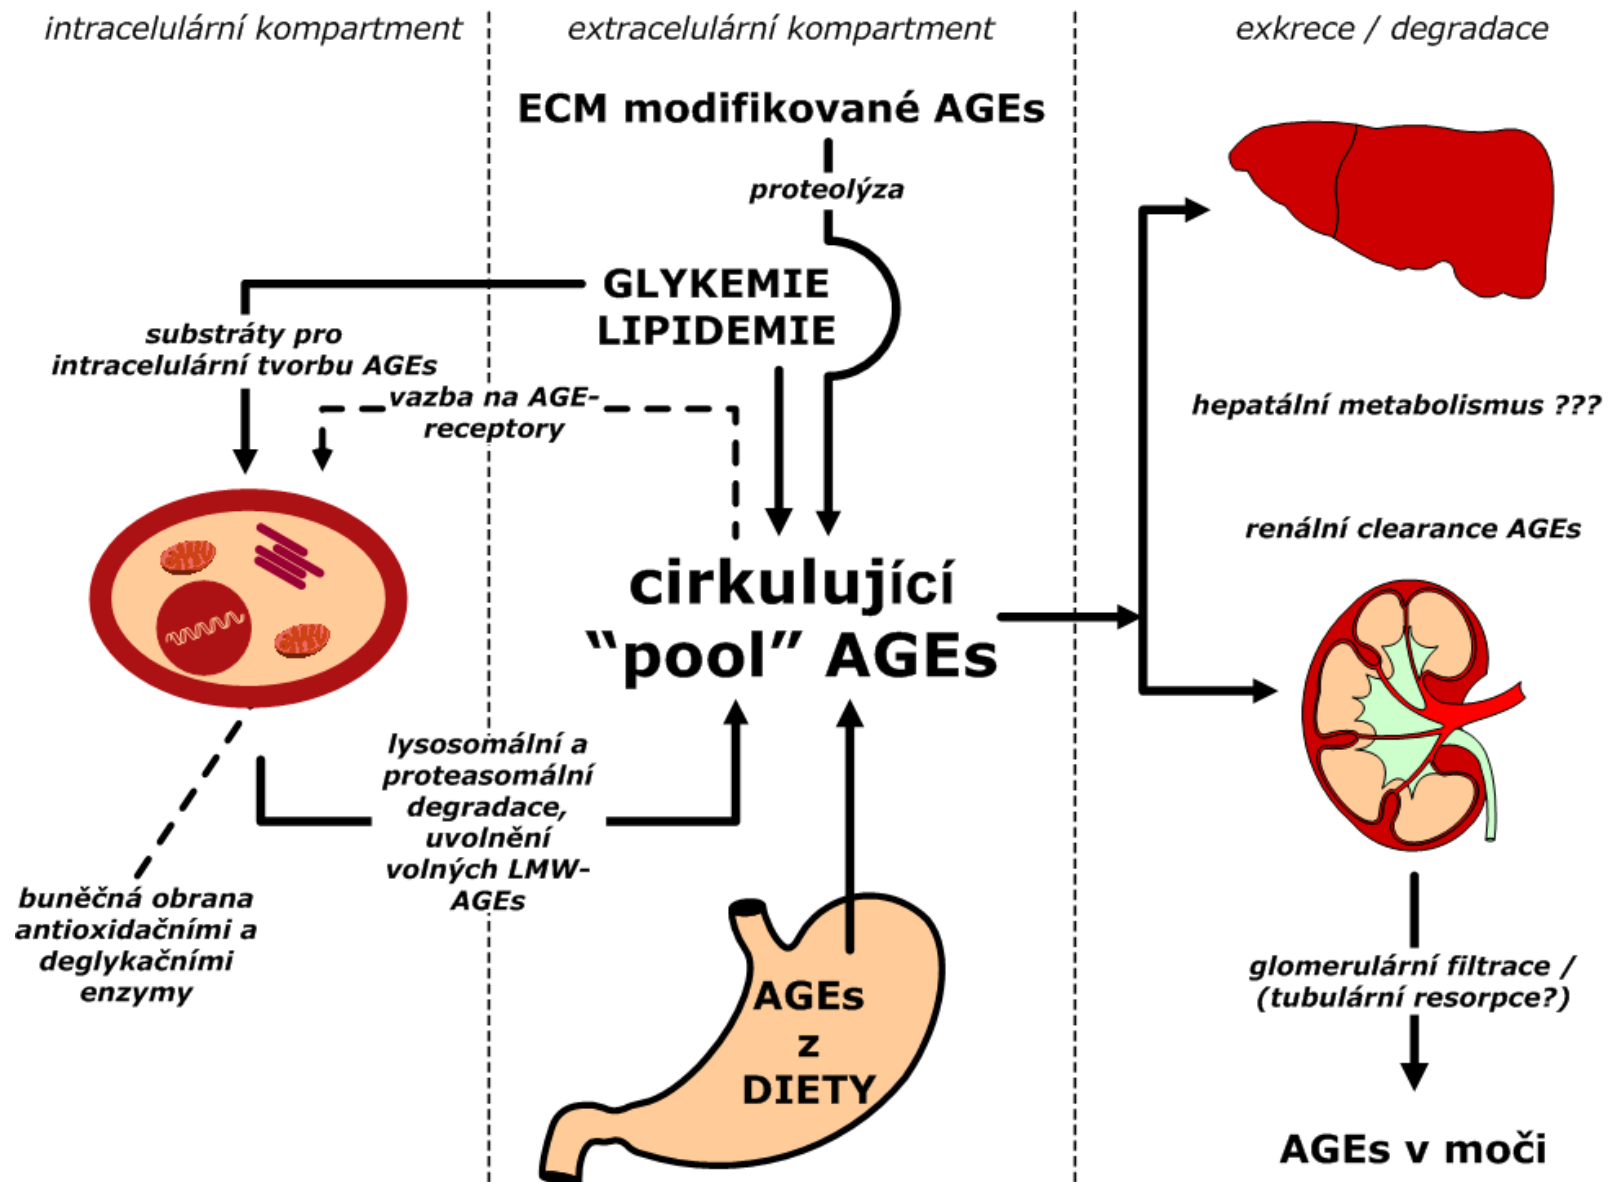 intracelulární kompartment
extracelulární kompartment
exkrece / degradace
ECM modifikované AGEs
proteolýza
GLYKEMIE
LIPIDEMIE
substráty pro
intracelulární tvorbu AGEs
vazba na AGE-
receptory
cirkulující
“pool” AGEs
lysosomální a
proteasomální
degradace,
uvolnění
volných LMW-
AGEs
buněčná obrana
antioxidačními a
deglykačními
enzymy
AGEs
z
DIETY
hepatální metabolismus ???
renální clearance AGEs
glomerulární filtrace /
(tubulární resorpce?)
AGEs v moči